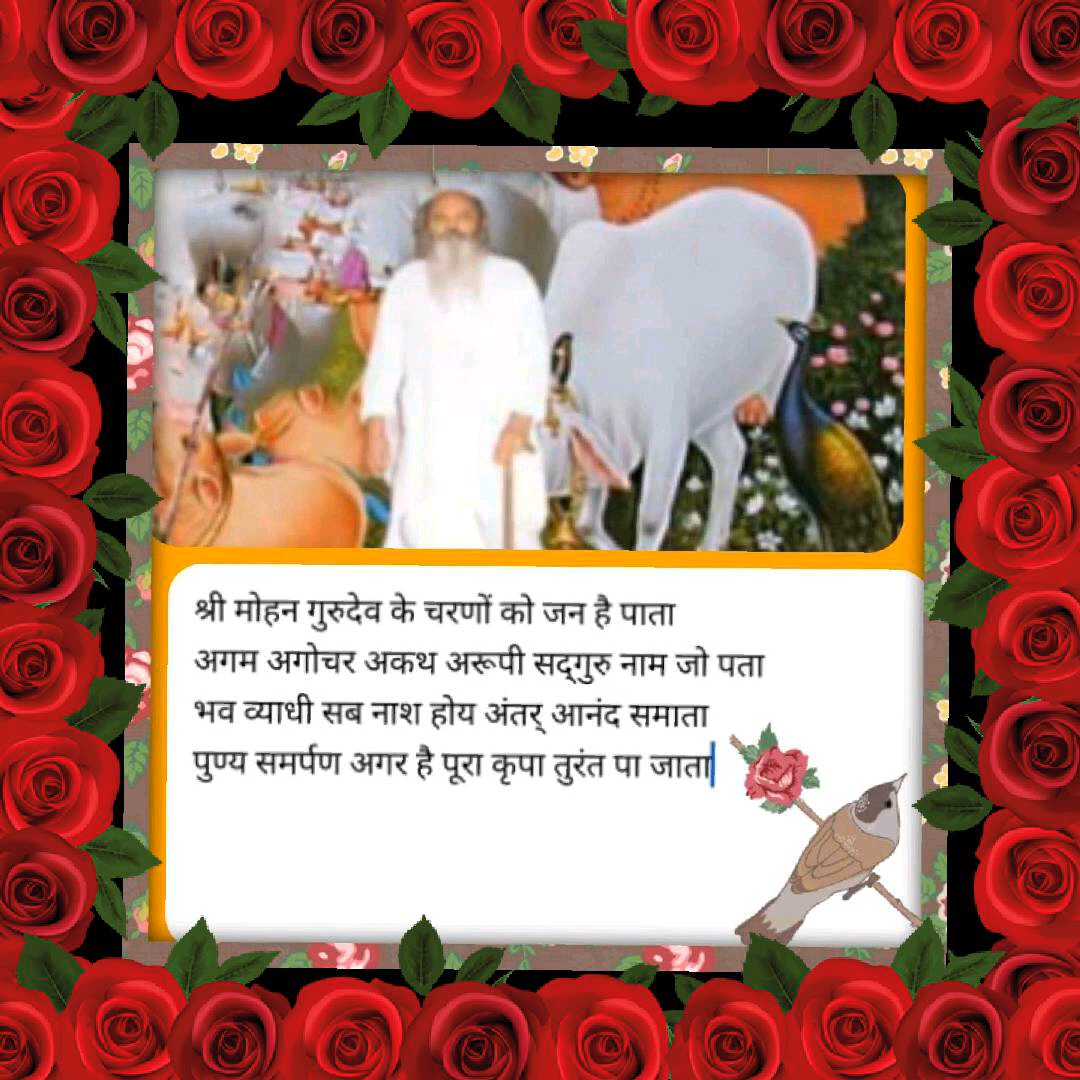 श्री मोहन गुरुदेव के चरणों को जन है पाता
अगम अगोचर अकथ अरूपी सद्गुरु नाम जो पता
भव व्याधी सब नाश होय अंतर् आनंद समाता
पुण्य समर्पण अगर है पूरा कृपा तुरंत पा जाता